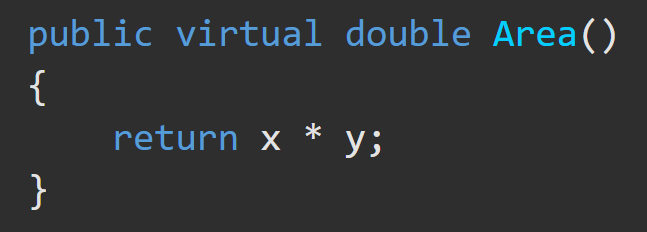 public virtual double Area()
{
    return x * y;
}